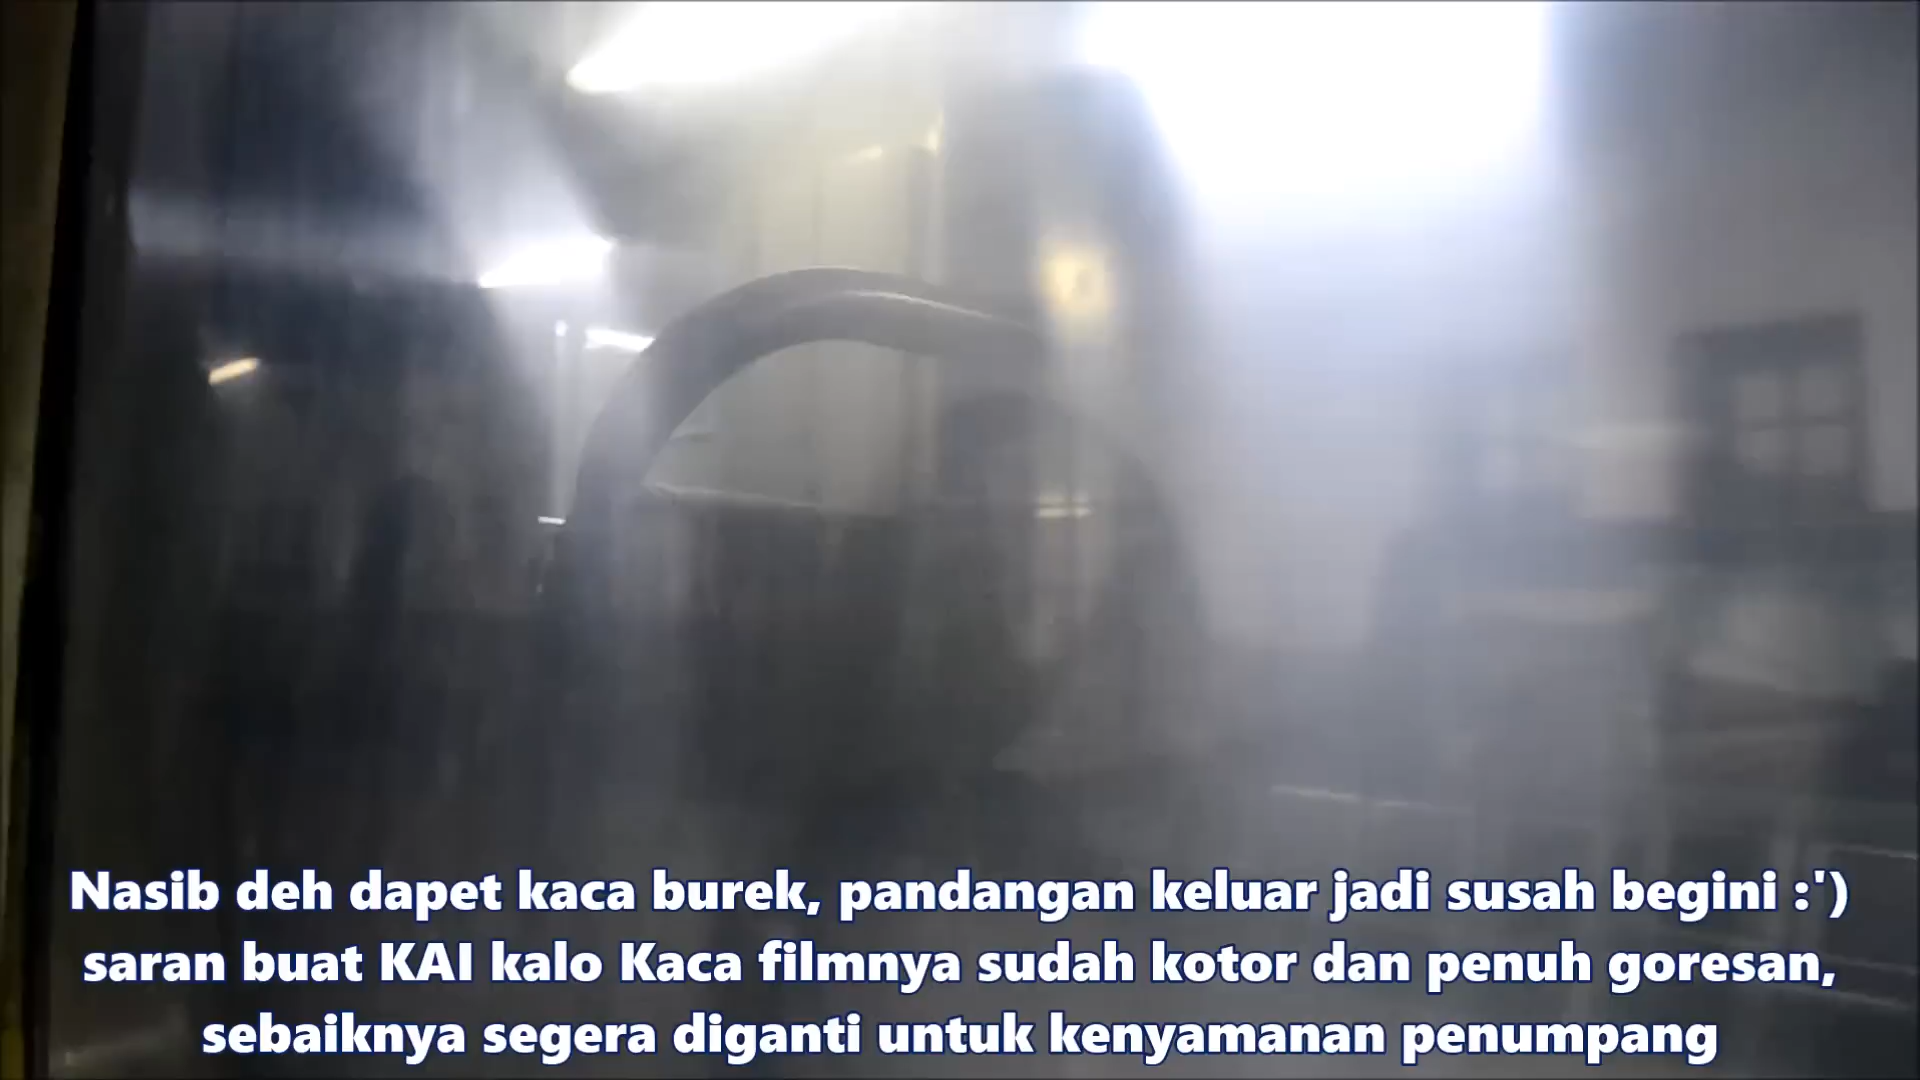 Nasib deh dapet kaca burek, pandangan keluar jadi susah begini :')
saran buat KAI kalo Kaca filmnya sudah kotor dan penuh goresan,
sebaiknya segera diganti untuk kenyamanan penumpang